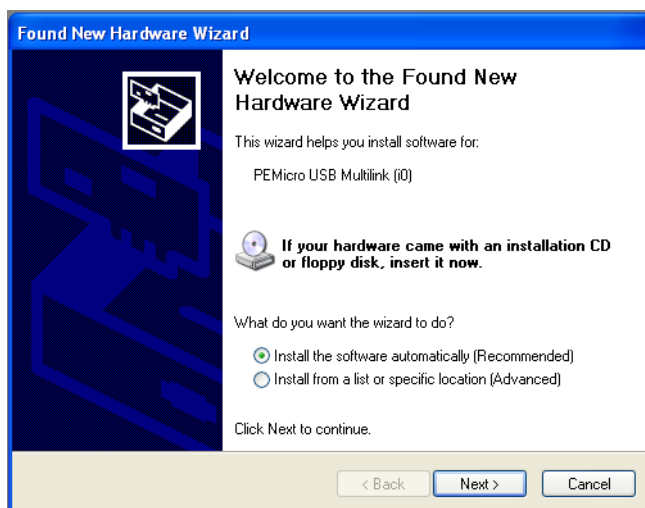 Found New Hardware Wizard
Welcome to the Found New
Hardware Wizard
This wizard helps you install software for:
PEMicro USB Multilink (i0)
If your hardware came with an installation CD
or floppy disk, insert it now.
What do you want the wizard to do?
Install the software automatically (Recommended)
Install from a list or specific location (Advanced)
Click Next to continue.
< Back
Next >
Cancel